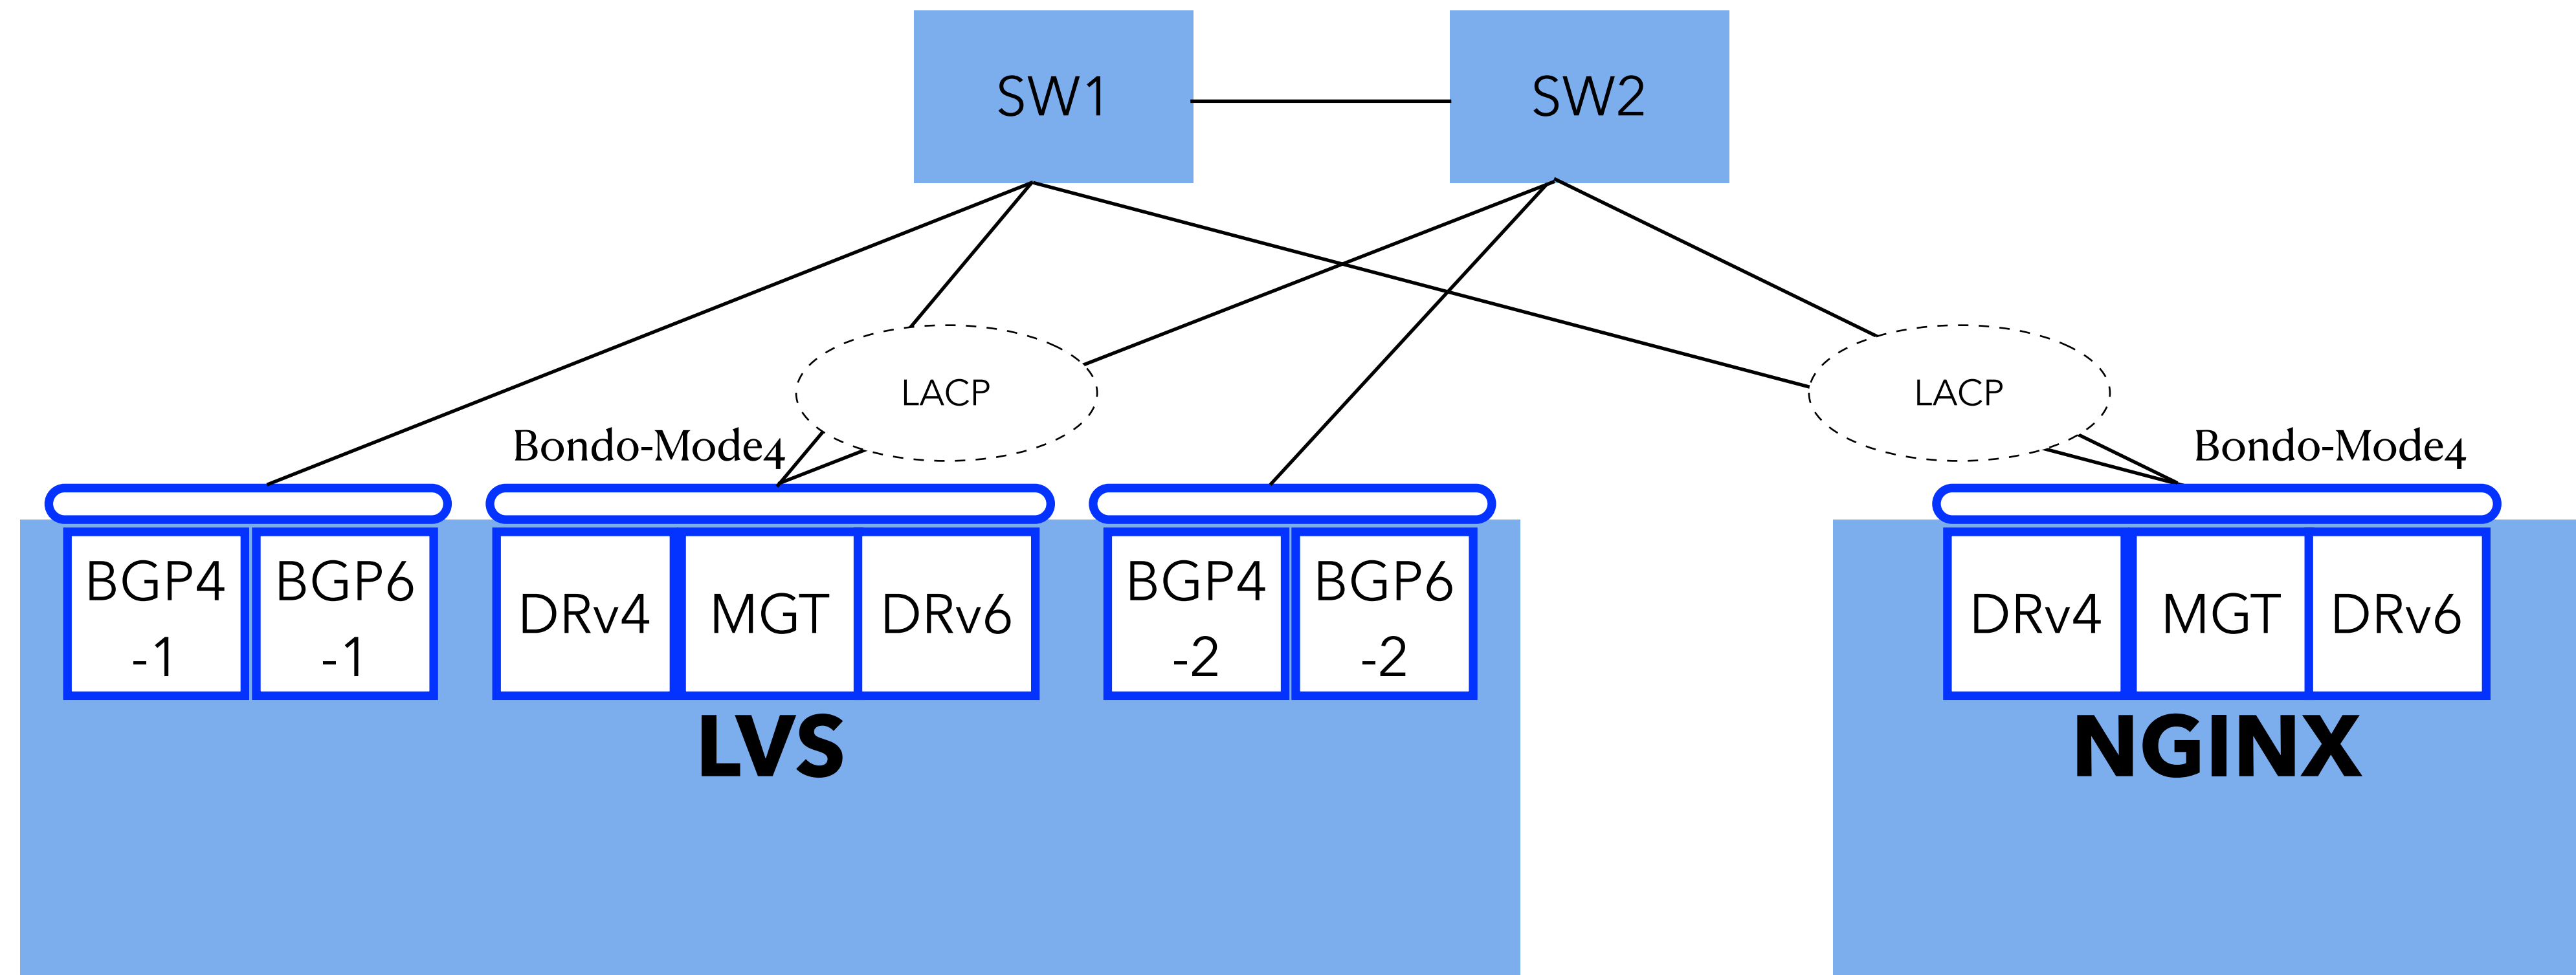 SW1
SW2
LACP
LACP
Bondo-Mode4
Bondo-Mode4
BGP4
-1
BGP6
-1
DRv4
MGT
DRv6
BGP4
-2
BGP6
-2
DRv4
MGT
DRv6
LVS
NGINX